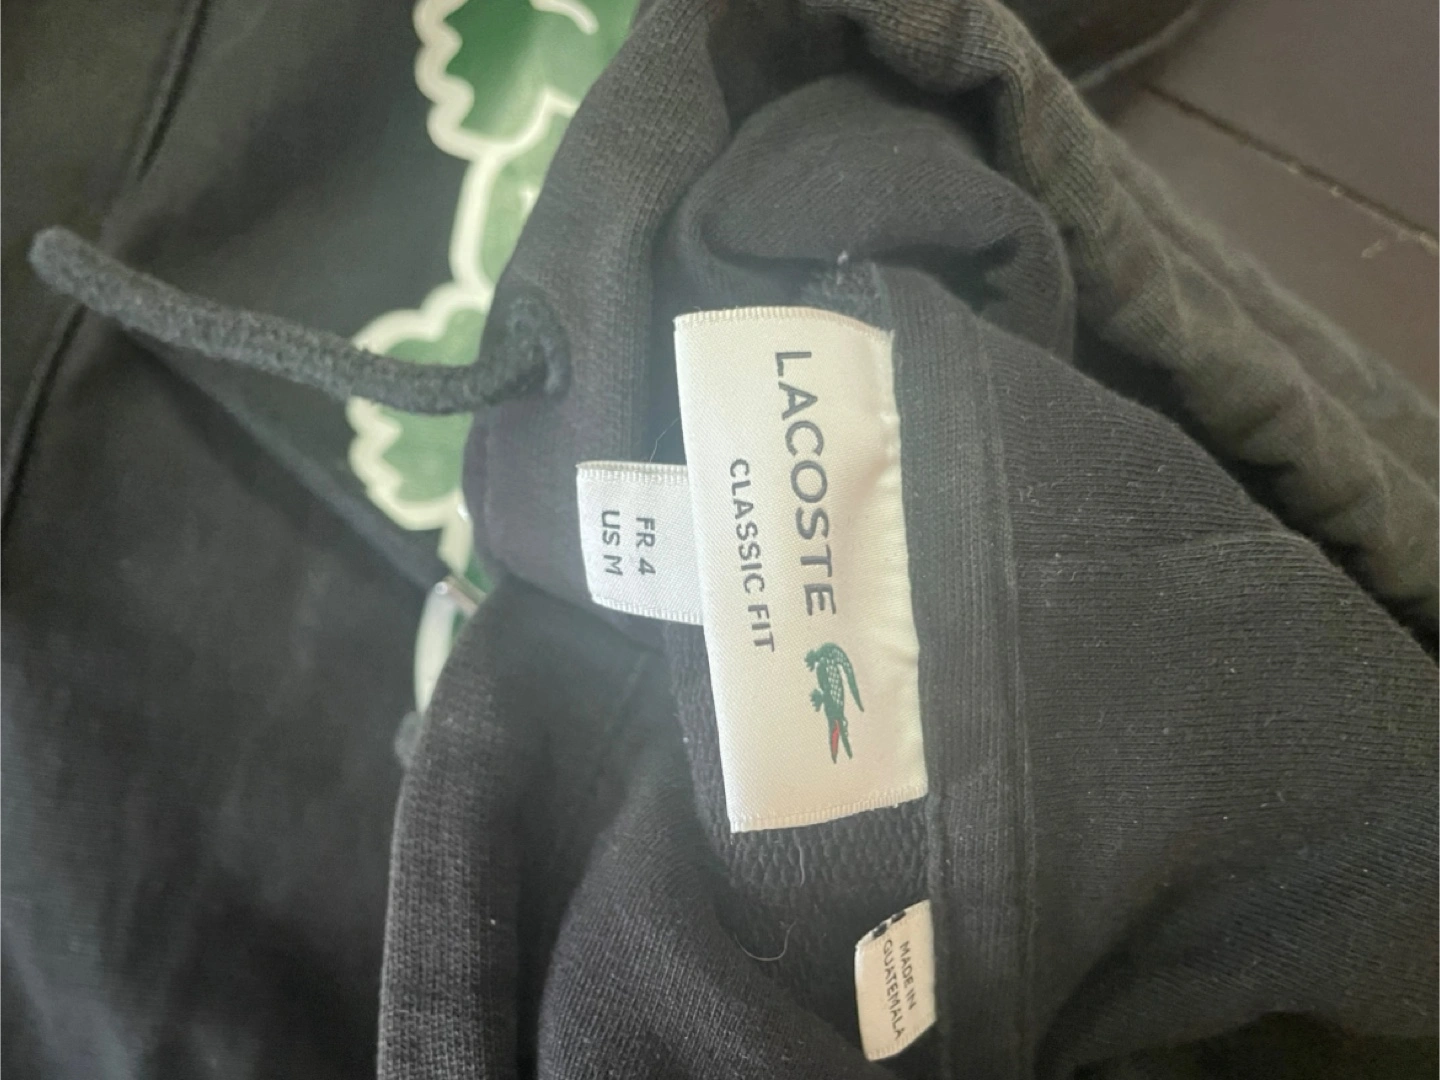 LACOSTE
CLASSIC FIT
FR 4
US M
MADE IN
GUATEMALA